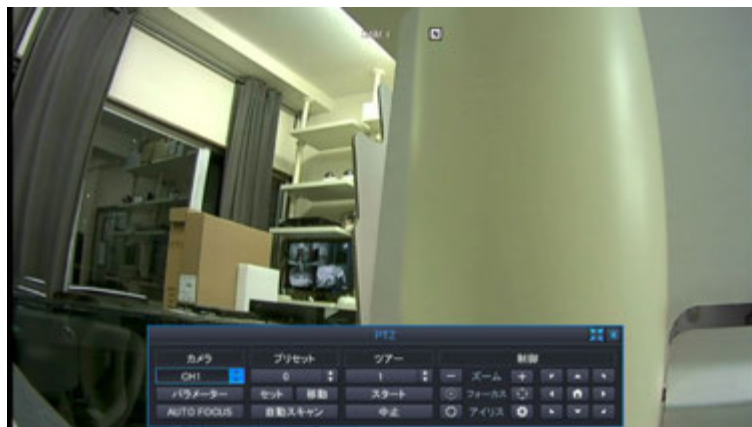 PTZ
カメラ プリセット ツアー 制御
CH1 0 1 ズーム
パラメーター セット 移動 スタート フォーカス
AUTO FOCUS 自動スキャン 中止 アイリス